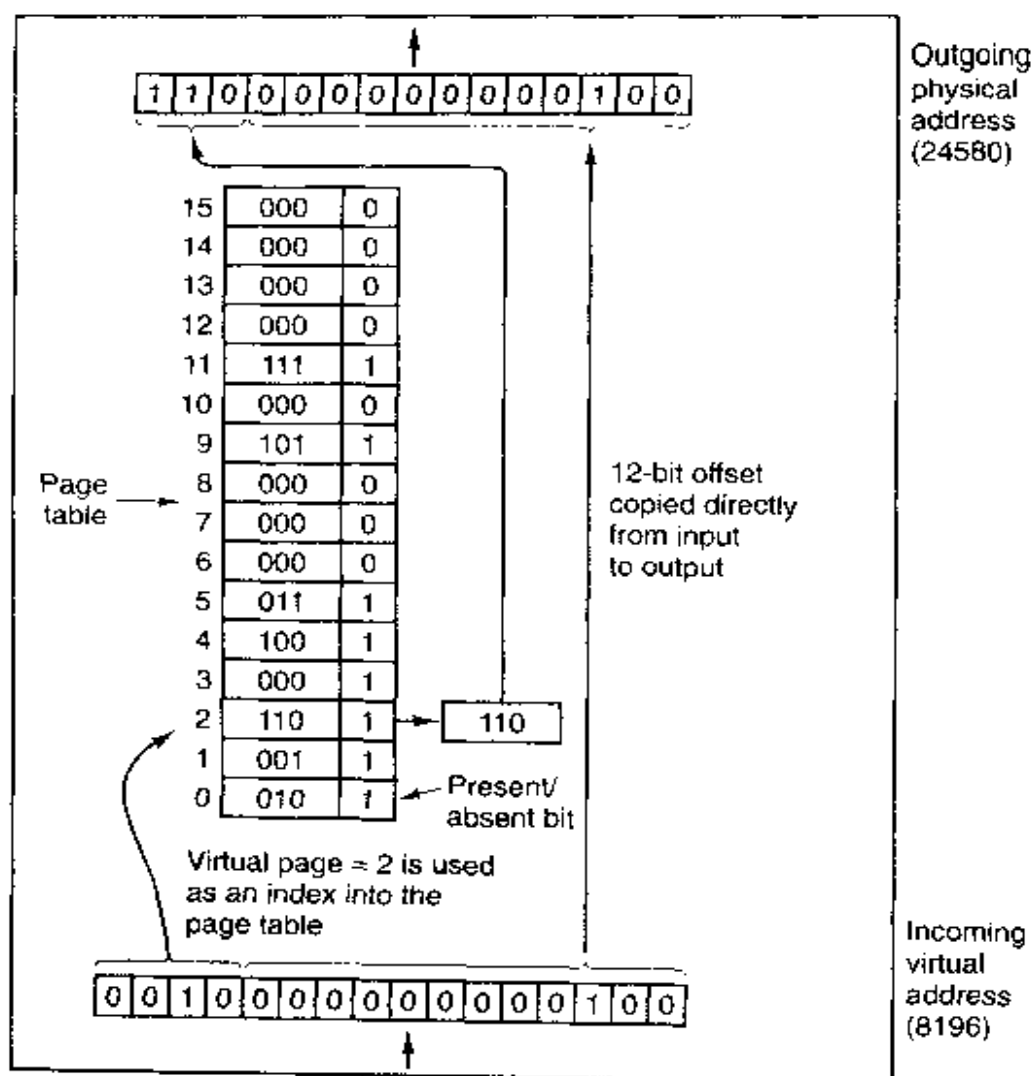 1 1 0 0 0 0 0 0 0 0 0 0 1 0 0
Outgoing
physical
address
(24580)
15 000 0
14 000 0
13 000 0
12 000 0
11 111 1
10 000 0
9 101 1
8 000 0
7 000 0
6 000 0
5 011 1
4 100 1
3 000 1
2 110 1
1 001 1
0 010 1
Page
table
110
12-bit offset
copied directly
from input
to output
Present/
absent bit
Virtual page = 2 is used
as an index into the
page table
0 0 1 0 0 0 0 0 0 0 0 0 0 1 0 0
Incoming
virtual
address
(8196)